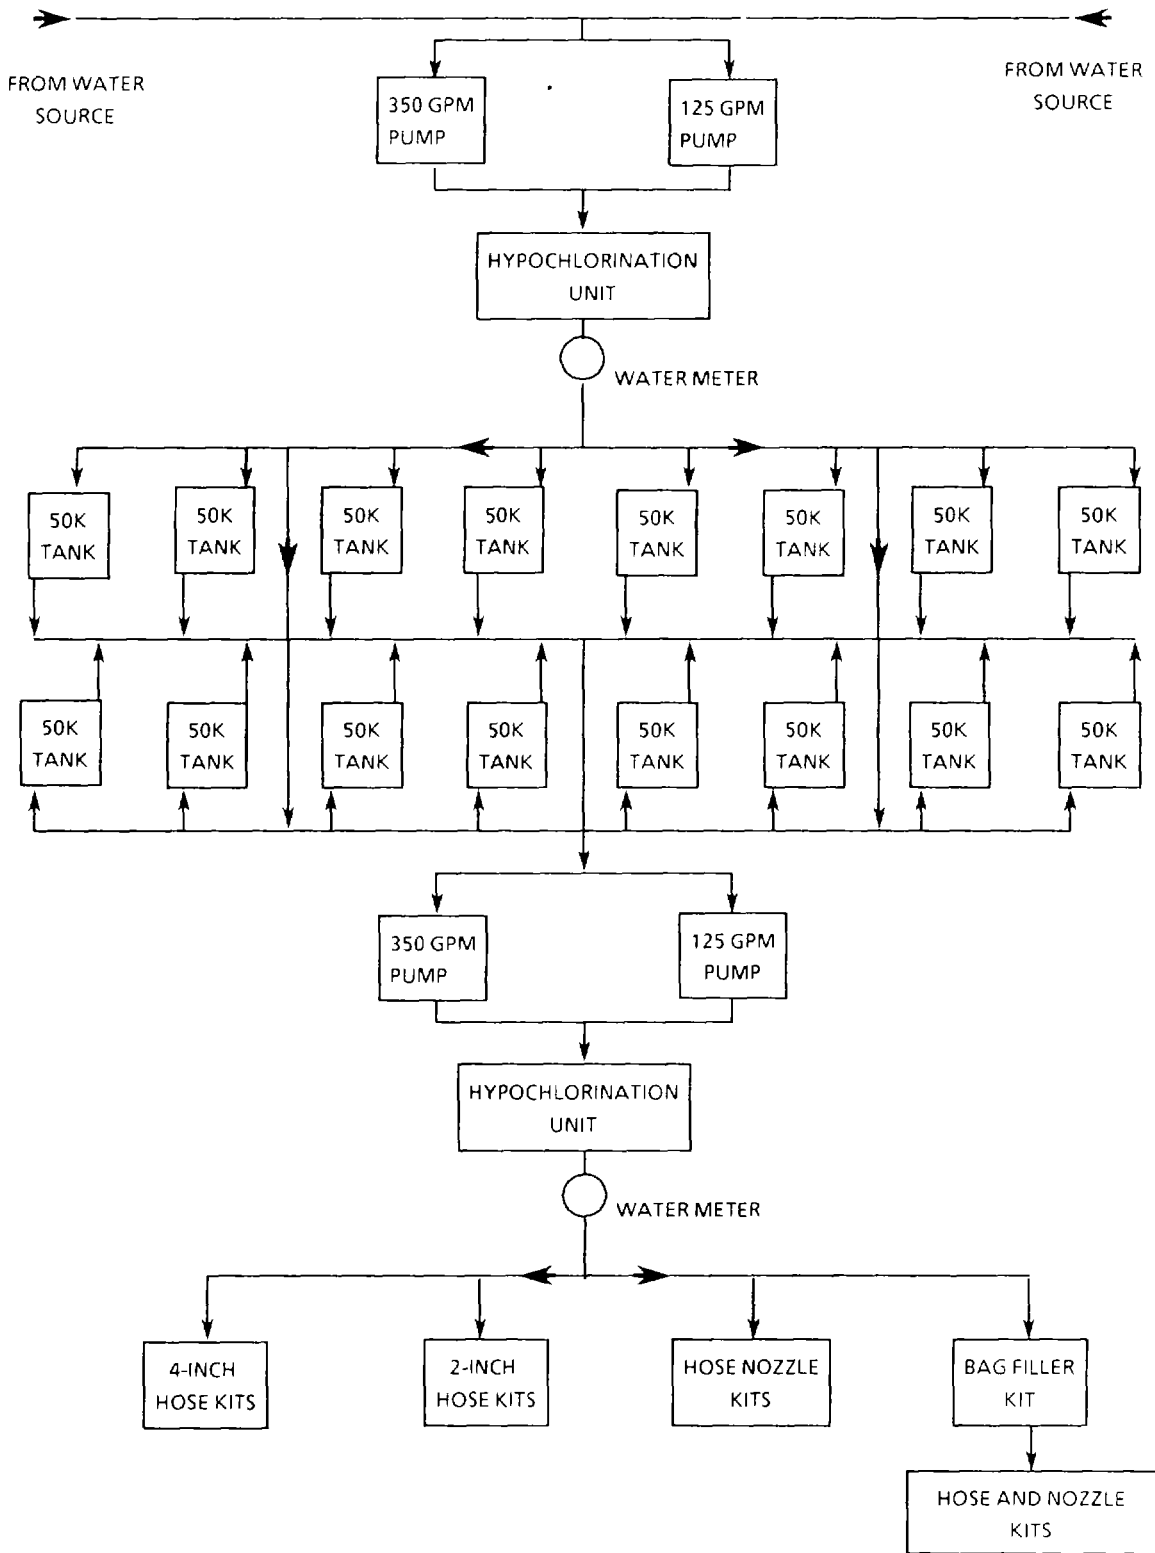 FROM WATER
SOURCE
FROM WATER
SOURCE
350 GPM
PUMP
125 GPM
PUMP
HYPOCHLORINATION
UNIT
WATER METER
50K
TANK
50K
TANK
50K
TANK
50K
TANK
50K
TANK
50K
TANK
50K
TANK
50K
TANK
50K
TANK
50K
TANK
50K
TANK
50K
TANK
50K
TANK
50K
TANK
50K
TANK
50K
TANK
350 GPM
PUMP
125 GPM
PUMP
HYPOCHLORINATION
UNIT
WATER METER
4-INCH
HOSE KITS
2-INCH
HOSE KITS
HOSE NOZZLE
KITS
BAG FILLER
KIT
HOSE AND NOZZLE
KITS